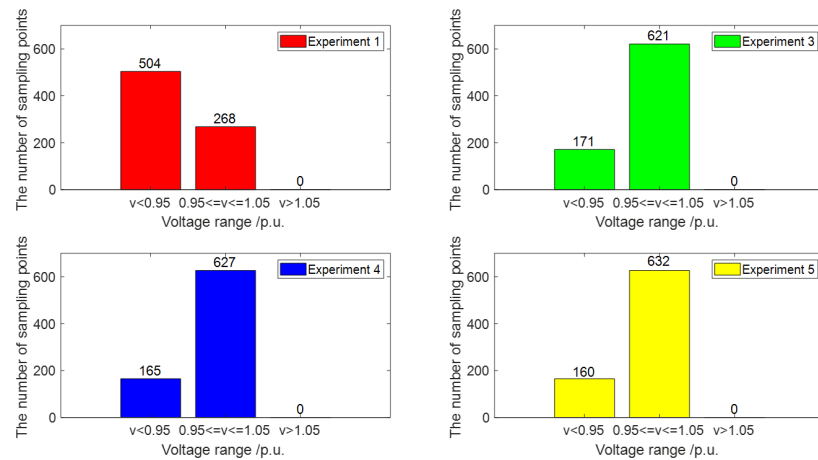 The number of sampling points
600
400
200
0
504
268
0
Experiment 1
v<0.95 0.95<=v<=1.05 v>1.05
Voltage range /p.u.
The number of sampling points
600
400
200
0
171
621
0
Experiment 3
v<0.95 0.95<=v<=1.05 v>1.05
Voltage range /p.u.
The number of sampling points
600
400
200
0
165
627
0
Experiment 4
v<0.95 0.95<=v<=1.05 v>1.05
Voltage range /p.u.
The number of sampling points
600
400
200
0
160
632
0
Experiment 5
v<0.95 0.95<=v<=1.05 v>1.05
Voltage range /p.u.